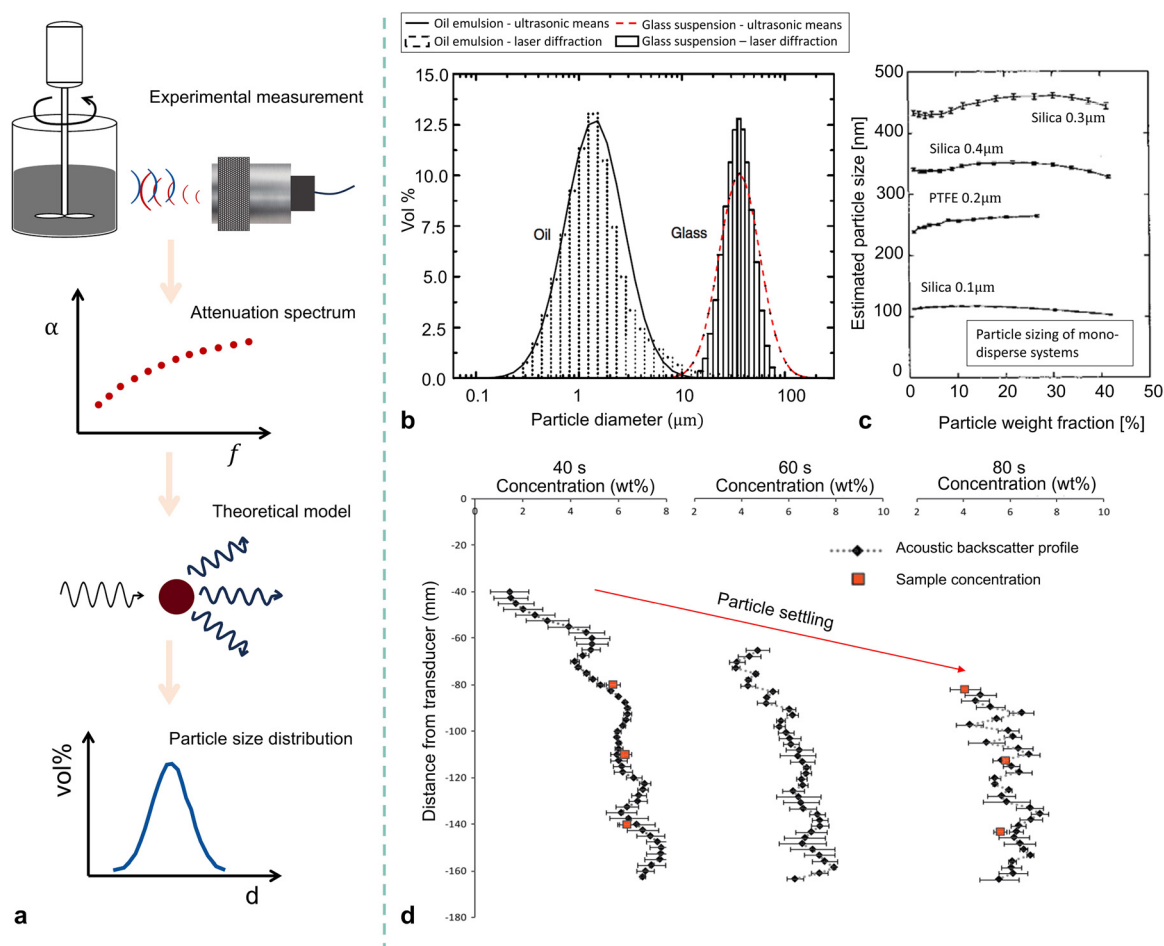 Experimental measurement
Attenuation spectrum
α
f
Theoretical model
Particle size distribution
vol%
d
a
Oil emulsion - ultrasonic means
Glass suspension - ultrasonic means
Oil emulsion - laser diffraction
Glass suspension – laser diffraction
15.0
12.5
10.0
7.5
5.0
2.5
0.0
Vol %
Oil
Glass
0.1
1
10
100
Particle diameter (μm)
b
500
400
300
200
100
0
Estimated particle size [nm]
Silica 0.3μm
Silica 0.4μm
PTFE 0.2μm
Silica 0.1μm
Particle sizing of mono-
disperse systems
0
10
20
30
40
50
Particle weight fraction [%]
c
40 s
Concentration (wt%)
0
2
4
6
8
60 s
Concentration (wt%)
2
4
6
8
10
80 s
Concentration (wt%)
2
4
6
8
10
0
-20
-40
-60
-80
-100
-120
-140
-160
-180
Distance from transducer (mm)
Acoustic backscatter profile
Sample concentration
Particle settling
d